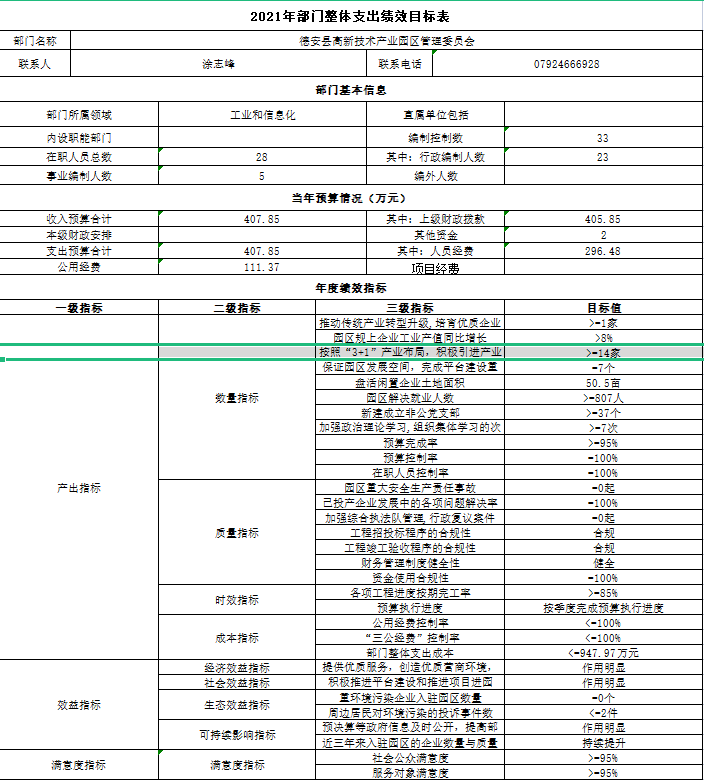 2021年部门整体支出绩效目标表
部门名称 德安县高新技术产业园区管理委员会
联系人 涂志峰 联系电话 07924666928
部门基本信息
部门所属领域 工业和信息化 直属单位包括
内设职能部门 编制控制数 33
在职人员总数 28 其中：行政编制人数 23
事业编制人数 5 编外人数
当年预算情况（万元）
收入预算合计 407.85 其中：上级财政拨款 405.85
本级财政安排 其他资金 2
支出预算合计 407.85 其中：人员经费 296.48
公用经费 111.37 项目经费
年度绩效指标
一级指标 二级指标 三级指标 目标值
推动传统产业转型升级,培育优质企业 >=1家
园区规上企业工业产值同比增长 >8%
按照“3+1”产业布局，积极引进产业 >=14家
保证园区发展空间，完成平台建设重 =7个
盘活闲置企业土地面积 50.5亩
数量指标 园区解决就业人数 >=807人
新建成立非公党支部 >=37个
加强政治理论学习,组织集体学习的次 >=7次
预算完成率 >=95%
预算控制率 =100%
在职人员控制率 =100%
产出指标 园区重大安全生产责任事故 =0起
已投产企业发展中的各项问题解决率 =100%
加强综合执法队管理,行政复议案件 =0起
质量指标 工程招投标程序的合规性 合规
工程竣工验收程序的合规性 合规
财务管理制度健全性 健全
资金使用合规性 =100%
时效指标 各项工程进度按期完工率 >=85%
预算执行进度 按季度完成预算执行进度
公用经费控制率 <=100%
成本指标 “三公经费”控制率 <=100%
部门整体支出成本 <=947.97万元
经济效益指标 提供优质服务，创造优质营商环境， 作用明显
社会效益指标 积极推进平台建设和推进项目进园 作用明显
效益指标 生态效益指标 重环境污染企业入驻园区数量 =0个
周边居民对环境污染的投诉事件数 <=2件
可持续影响指标 预决算等政府信息及时公开，提高部 作用明显
近三年来入驻园区的企业数量与质量 持续提升
满意度指标 满意度指标 社会公众满意度 >=95%
服务对象满意度 >=95%